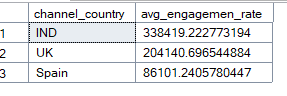 channel_country avg_engagemen_rate
1 IND 338419.222773194
2 UK 204140.696544884
3 Spain 86101.2405780447